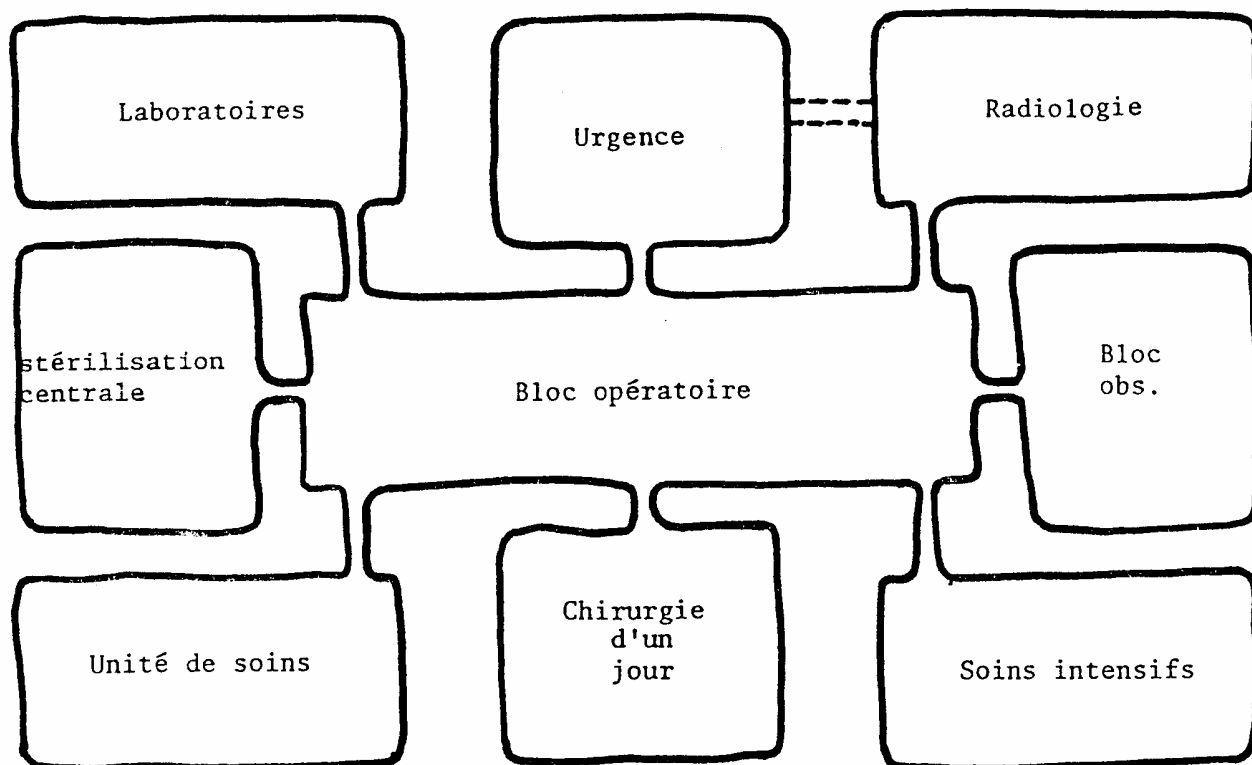 Laboratoires
Urgence
Radiologie
stérilisation
centrale
Bloc opératoire
Bloc
obs.
Unité de soins
Chirurgie
d'un
jour
Soins intensifs